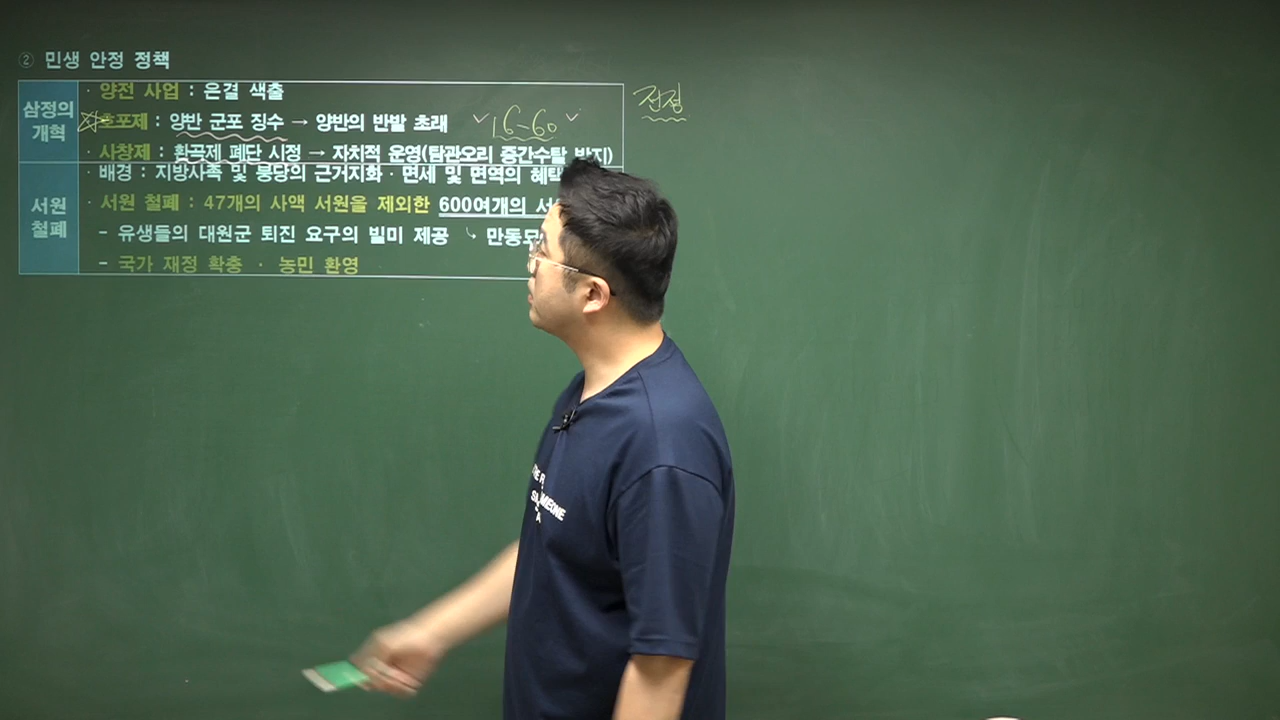 ② 민생 안정 정책
삼정의 개혁
· 양전 사업 : 은결 색출
전정
호포제 : 양반 군포 징수 → 양반의 반발 초래
16-60
· 사창제 : 환곡제 폐단 시정 → 자치적 운영(탐관오리 중간수탈 방지)
서원 철폐
· 배경 : 지방사족 및 붕당의 근거지화 · 면세 및 면역의 혜택
· 서원 철폐 : 47개의 사액 서원을 제외한 600여개의
- 유생들의 대원군 퇴진 요구의 빌미 제공 ↳ 만동묘
- 국가 재정 확충 · 농민 환영